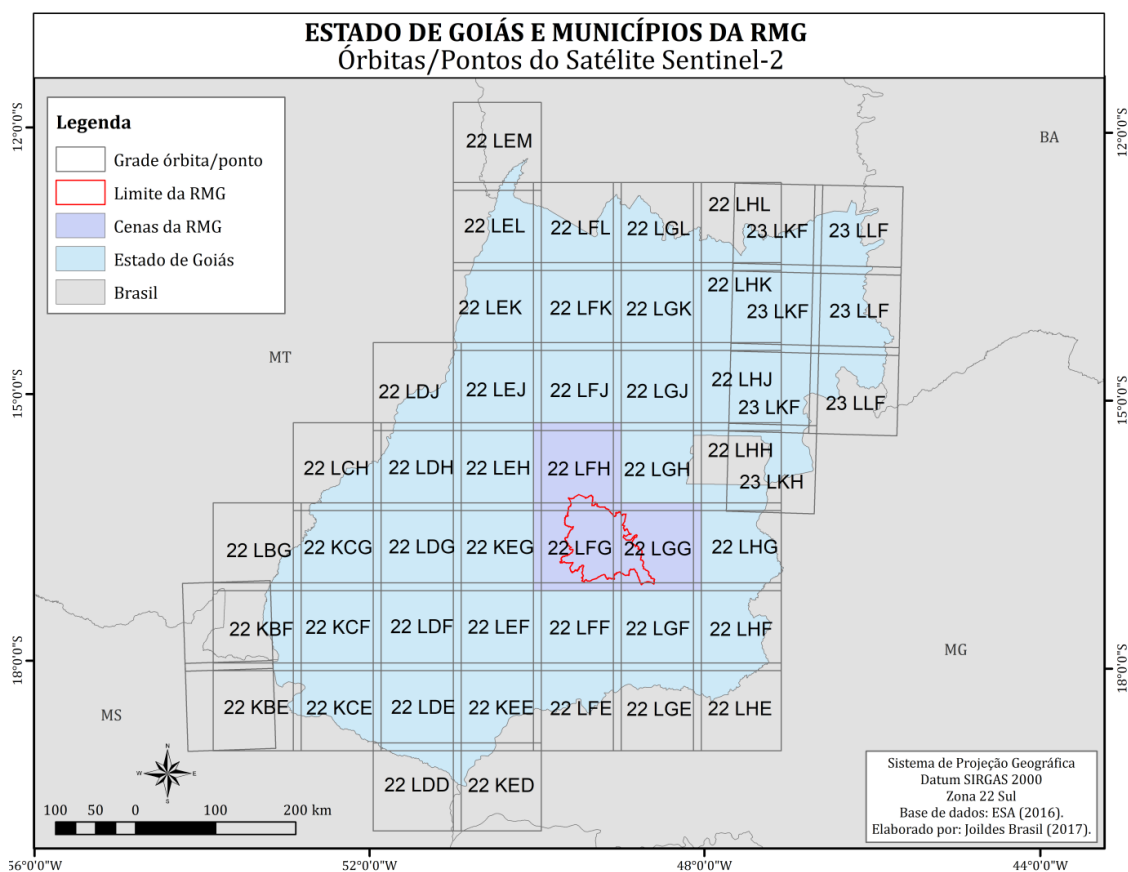 ESTADO DE GOIÁS E MUNICÍPIOS DA RMG
Órbitas/Pontos do Satélite Sentinel-2
Legenda
Grade órbita/ponto
Limite da RMG
Cenas da RMG
Estado de Goiás
Brasil
12°0'0"S
12°0'0"S
BA
22 LEM
22 LEL
22 LFL
22 LGL
22 LHL
23 LKF
23 LLF
22 LEK
22 LFK
22 LGK
22 LHK
23 LKF
23 LLF
MT
15°0'0"S
15°0'0"S
22 LDJ
22 LEJ
22 LFJ
22 LGJ
22 LHJ
23 LKF
23 LLF
22 LCH
22 LDH
22 LEH
22 LFH
22 LGH
22 LHH
23 LKH
22 LBG
22 KCG
22 LDG
22 KEG
22 LFG
22 LGG
22 LHG
22 KBF
22 KCF
22 LDF
22 LEF
22 LFF
22 LGF
22 LHF
MG
18°0'0"S
18°0'0"S
MS
22 KBE
22 KCE
22 LDE
22 KEE
22 LFE
22 LGE
22 LHE
22 LDD
22 KED
N
W
E
S
100 50 0 100 200 km
Sistema de Projeção Geográfica
Datum SIRGAS 2000
Zona 22 Sul
Base de dados: ESA (2016).
Elaborado por: Joildes Brasil (2017).
56°0'0"W
52°0'0"W
48°0'0"W
44°0'0"W